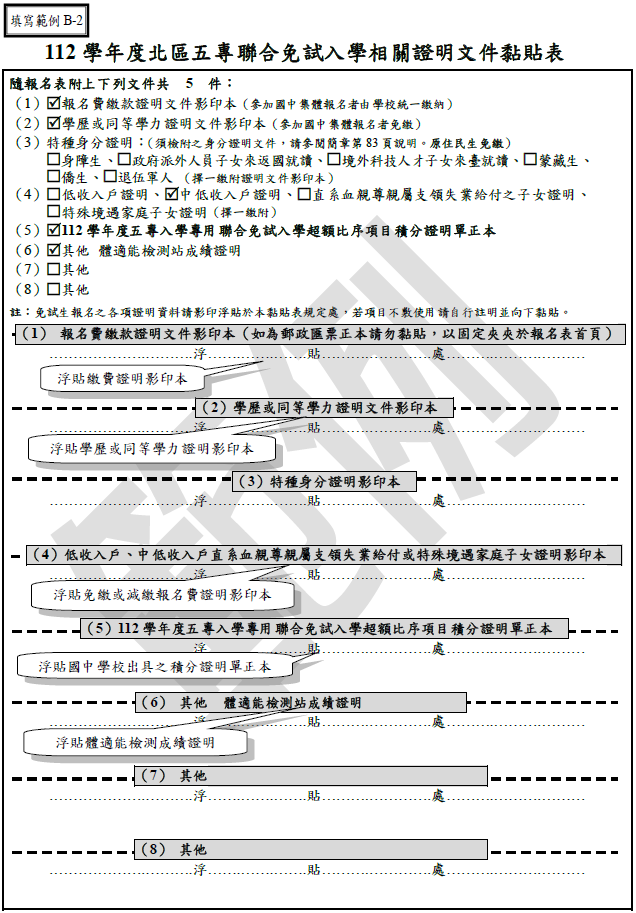 填寫範例 B-2
112 學年度北區五專聯合免試入學相關證明文件黏貼表
隨報名表附上下列文件共 5 件：
（1）☑報名費繳款證明文件影印本（參加國中集體報名者由學校統一繳納）
（2）☑學歷或同等學力證明文件影印本（參加國中集體報名者免繳）
（3）特種身分證明：（須檢附之身分證明文件，請參閱簡章第 83 頁說明。原住民生免繳）
□身障生、□政府派外人員子女來返國就讀、□境外科技人才子女來臺就讀、□蒙藏生、
□僑生、□退伍軍人 （擇一繳附證明文件影印本）
（4）□低收入戶證明、☑中低收入戶證明、□直系血親尊親屬支領失業給付之子女證明、
□特殊境遇家庭子女證明（擇一繳附）
（5）☑112 學年度五專入學專用聯合免試入學超額比序項目積分證明單正本
（6）☑其他 體適能檢測站成績證明
（7）□其他
（8）□其他
註：免試生報名之各項證明資料請影印浮貼於本黏貼表規定處，若項目不敷使用請自行註明並向下黏貼。
（1） 報名費繳款證明文件影印本（如為郵政匯票正本請勿黏貼，以固定夾夾於報名表首頁）
浮 貼 處
浮貼繳費證明影印本
（2）學歷或同等學力證明文件影印本
浮 貼 處
浮貼學歷或同等學力證明影印本
（3）特種身分證明影印本
浮 貼 處
（4）低收入戶、中低收入戶直系血親尊親屬支領失業給付或特殊境遇家庭子女證明影印本
浮 貼 處
浮貼免繳或減繳報名費證明影印本
（5）112 學年度五專入學專用聯合免試入學超額比序項目積分證明單正本
浮 貼 處
浮貼國中學校出具之積分證明單正本
（6） 其他 體適能檢測站成績證明
浮 貼 處
浮貼體適能檢測成績證明
（7） 其他
浮 貼 處
（8） 其他
浮 貼 處
範例